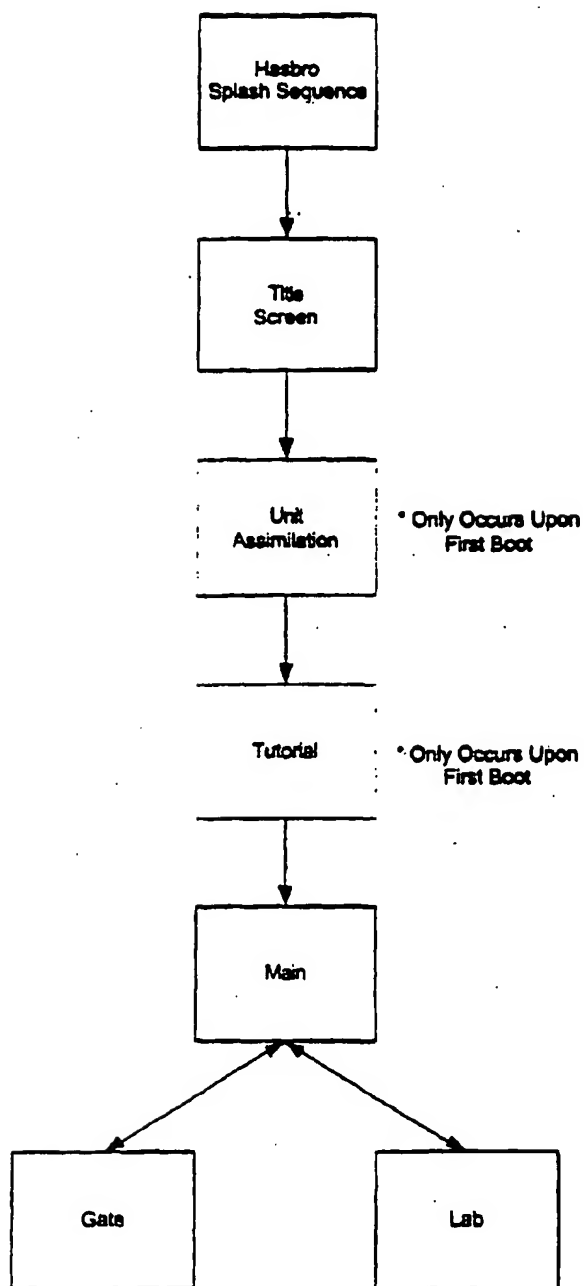 Hasbro
Splash Sequence
Title
Screen
Unit
Assimilation
* Only Occurs Upon
First Boot
Tutorial
* Only Occurs Upon
First Boot
Main
Gate
Lab